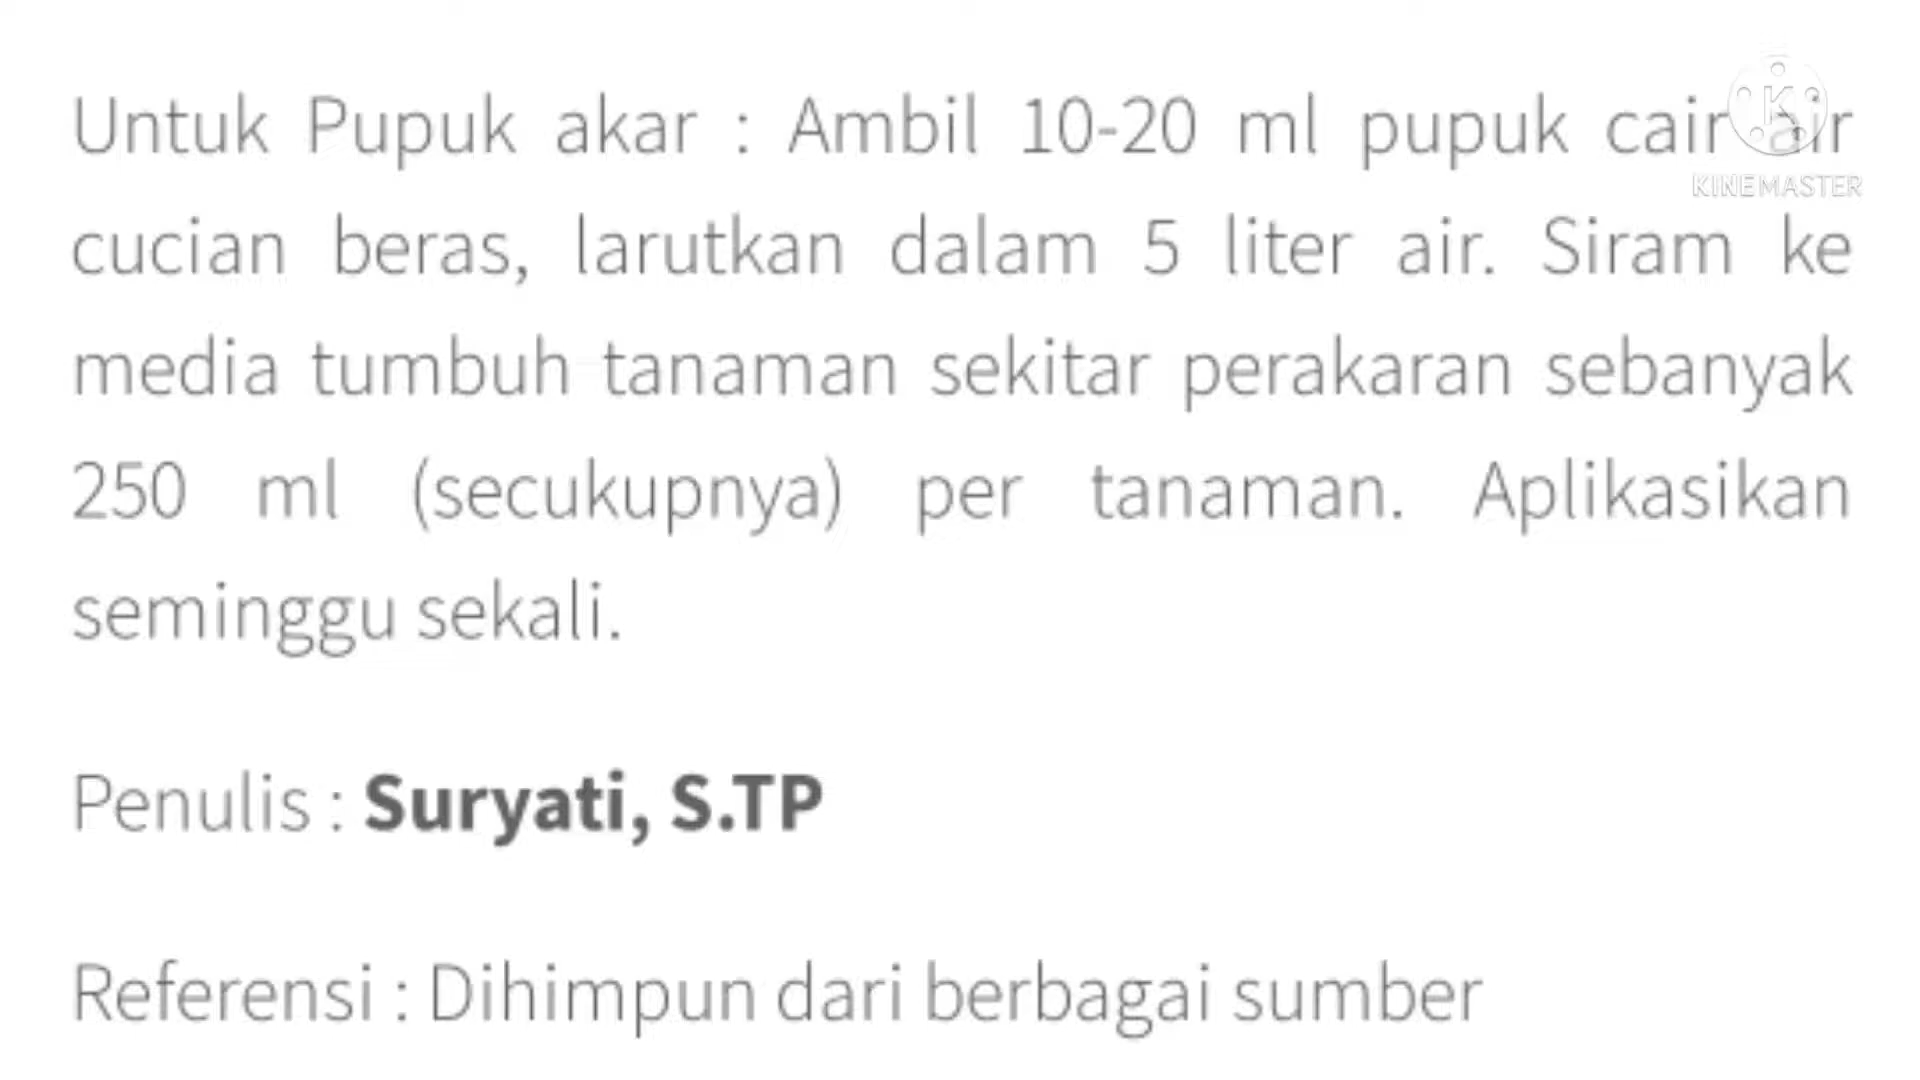 Untuk Pupuk akar : Ambil 10-20 ml pupuk cair air
cucian beras, larutkan dalam 5 liter air. Siram ke
media tumbuh tanaman sekitar perakaran sebanyak
250 ml (secukupnya) per tanaman. Aplikasikan
seminggu sekali.
Penulis : Suryati, S.TP
Referensi : Dihimpun dari berbagai sumber
K
KINEMASTER